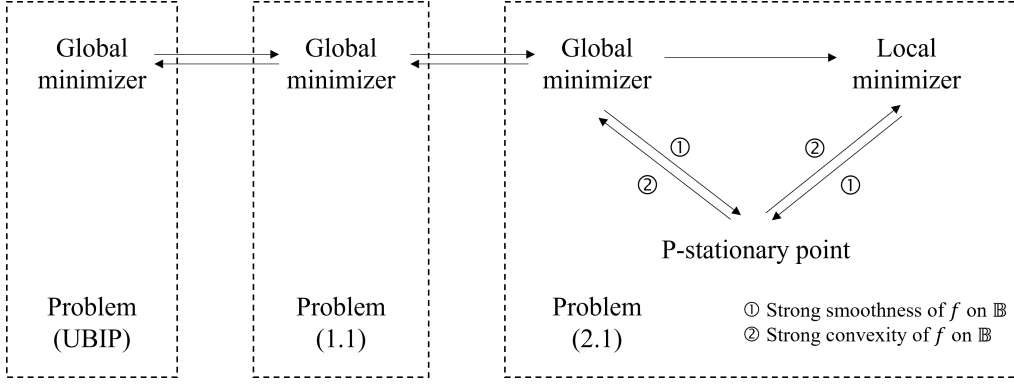 Global
minimizer
Global
minimizer
Global
minimizer
Local
minimizer
①
②
②
①
P-stationary point
Problem
(UBIP)
Problem
(1.1)
Problem
(2.1)
① Strong smoothness of f on 𝔹
② Strong convexity of f on 𝔹